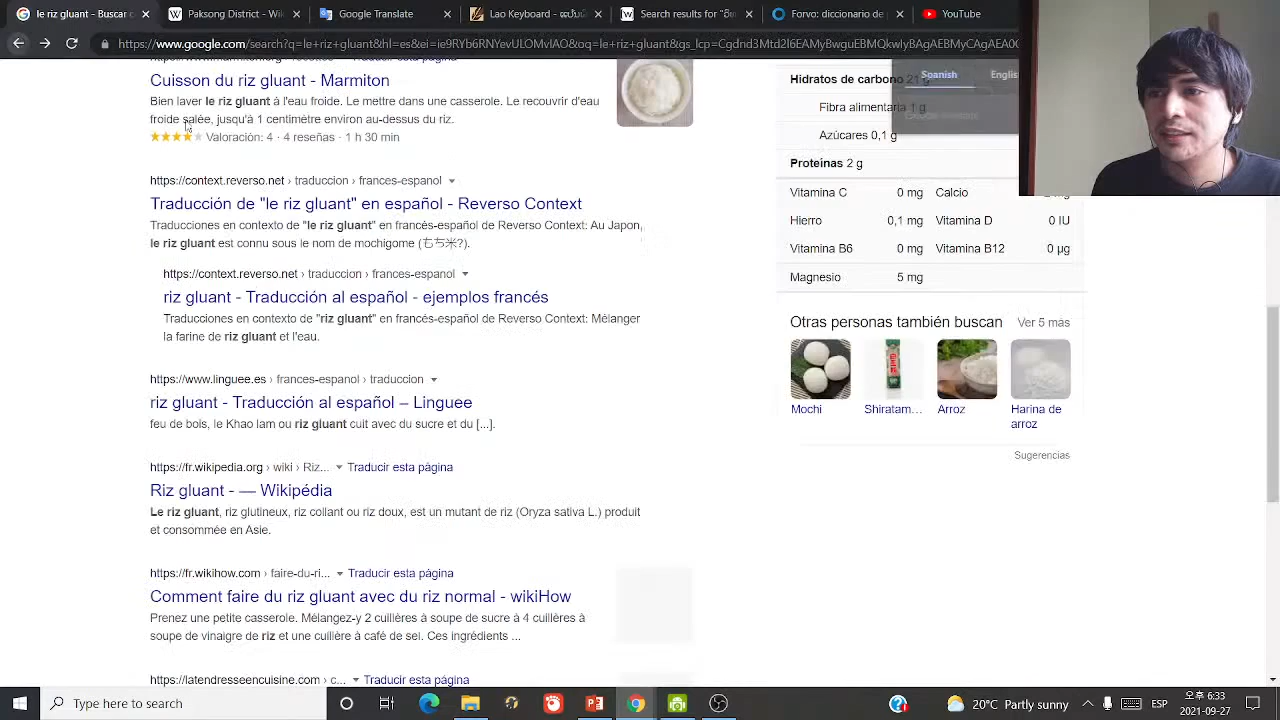 le riz gluant - Buscar c
Paksong District - Wiki
Google Translate
Lao Keyboard -
Search results for
Forvo: diccionario de
YouTube
https://www.google.com/search?q=le+riz+gluant&hl=es&ei=
Traducir esta página
Cuisson du riz gluant - Marmiton
Bien laver le riz gluant à l'eau froide. Le mettre dans une casserole. Le recouvrir d'eau
froide salée, jusqu'à 1 centimètre environ au-dessus du riz.
Valoración: 4 · 4 reseñas · 1 h 30 min
https://context.reverso.net › traduccion › frances-espanol
Traducción de "le riz gluant" en español - Reverso Context
Traducciones en contexto de "le riz gluant" en francés-español de Reverso Context: Au Japon,
le riz gluant est connu sous le nom de mochigome (もち米?).
https://context.reverso.net › traduccion › frances-espanol
riz gluant - Traducción al español - ejemplos francés
Traducciones en contexto de "riz gluant" en francés-español de Reverso Context: Mélanger
la farine de riz gluant et l'eau.
https://www.linguee.es › frances-espanol › traduccion
riz gluant - Traducción al español – Linguee
feu de bois, le Khao lam ou riz gluant cuit avec du sucre et du [...].
https://fr.wikipedia.org › wiki › Riz... Traducir esta página
Riz gluant - — Wikipédia
Le riz gluant, riz glutineux, riz collant ou riz doux, est un mutant de riz (Oryza sativa L.) produit
et consommée en Asie.
https://fr.wikihow.com › faire-du-ri... Traducir esta página
Comment faire du riz gluant avec du riz normal - wikiHow
Prenez une petite casserole. Mélangez-y 2 cuillères à soupe de sucre à 4 cuillères à
soupe de vinaigre de riz et une cuillère à café de sel. Ces ingrédients ...
https://latendresseencuisine.com › c... Traducir esta página
Hidratos de carbono 21 g
Spanish English
Fibra alimentaria 1 g
Azúcares 0,1 g
Proteínas 2 g
Vitamina C 0 mg Calcio
Hierro 0,1 mg Vitamina D 0 IU
Vitamina B6 0 mg Vitamina B12 0 µg
Magnesio 5 mg
Otras personas también buscan Ver 5 más
Mochi
Shiratam...
Arroz
Harina de
arroz
Sugerencias
Type here to search
20°C Partly sunny
ESP
오후 6:33
2021-09-27